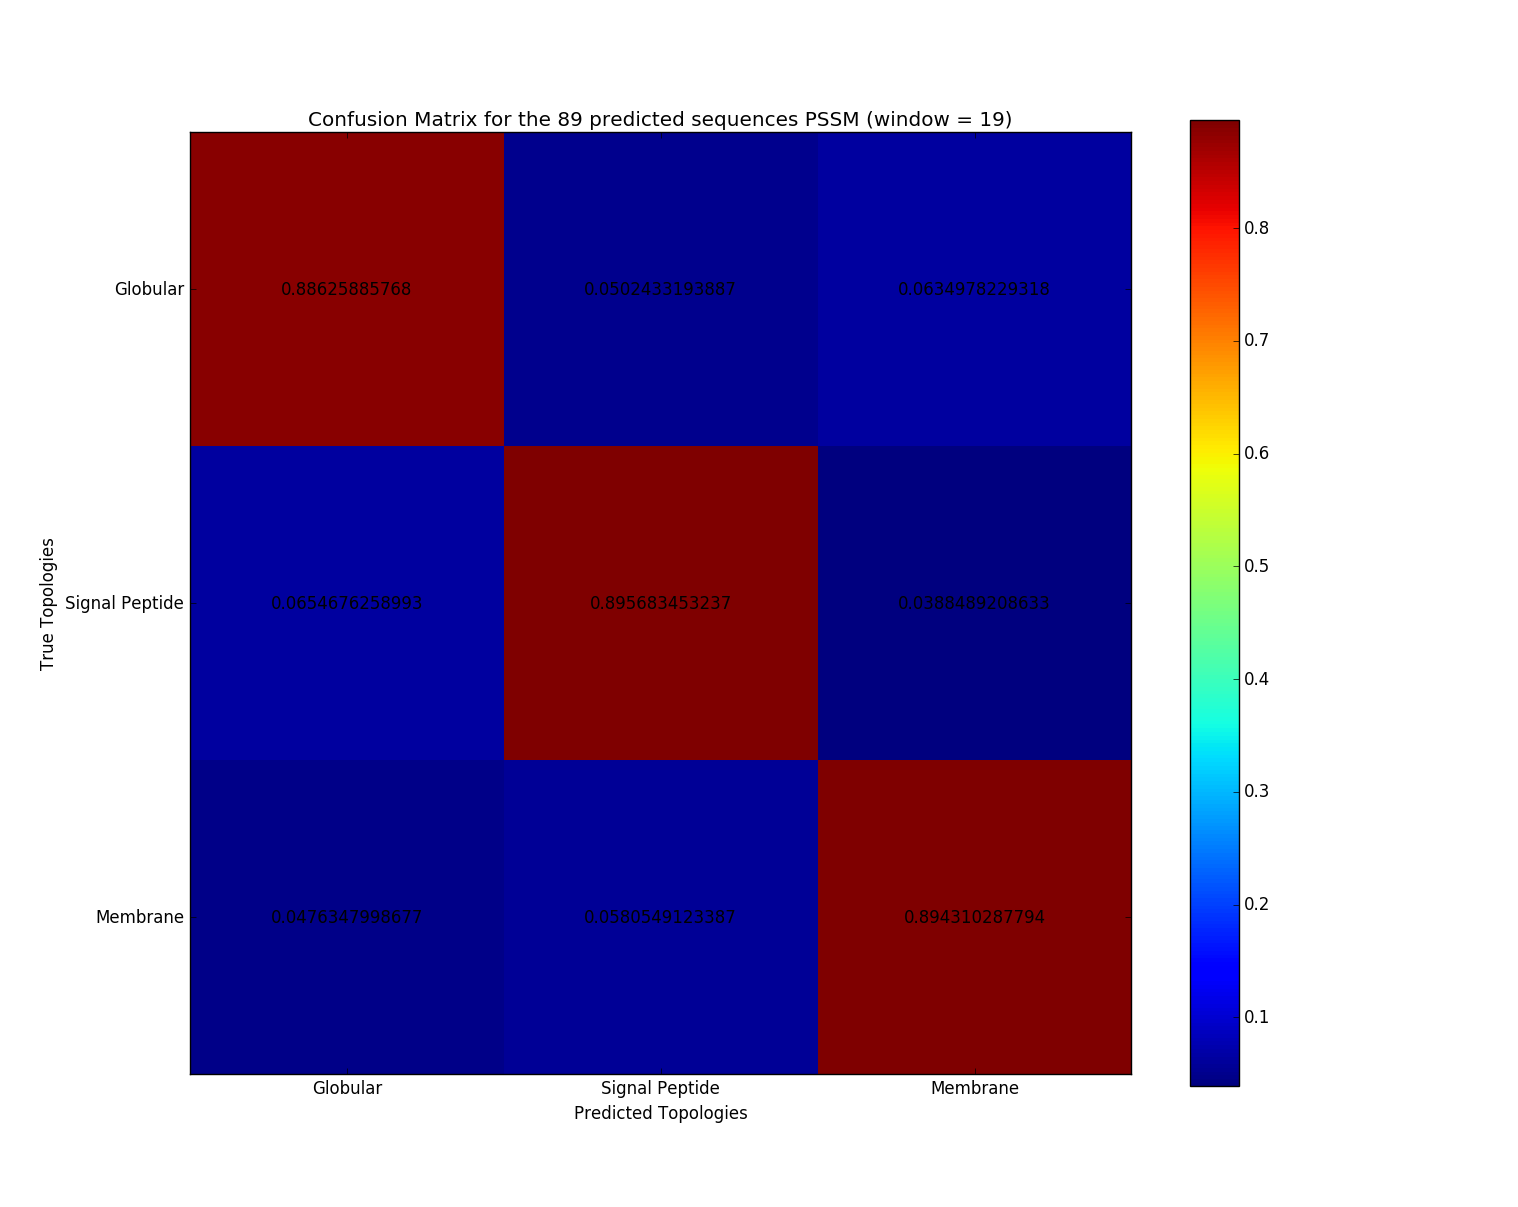 Confusion Matrix for the 89 predicted sequences PSSM (window = 19)
Globular
0.88625885768
0.0502433193887
0.0634978229318
Signal Peptide
0.0654676258993
0.895683453237
0.0388489208633
Membrane
0.0476347998677
0.0580549123387
0.894310287794
True Topologies
Globular
Signal Peptide
Membrane
Predicted Topologies
0.8
0.7
0.6
0.5
0.4
0.3
0.2
0.1